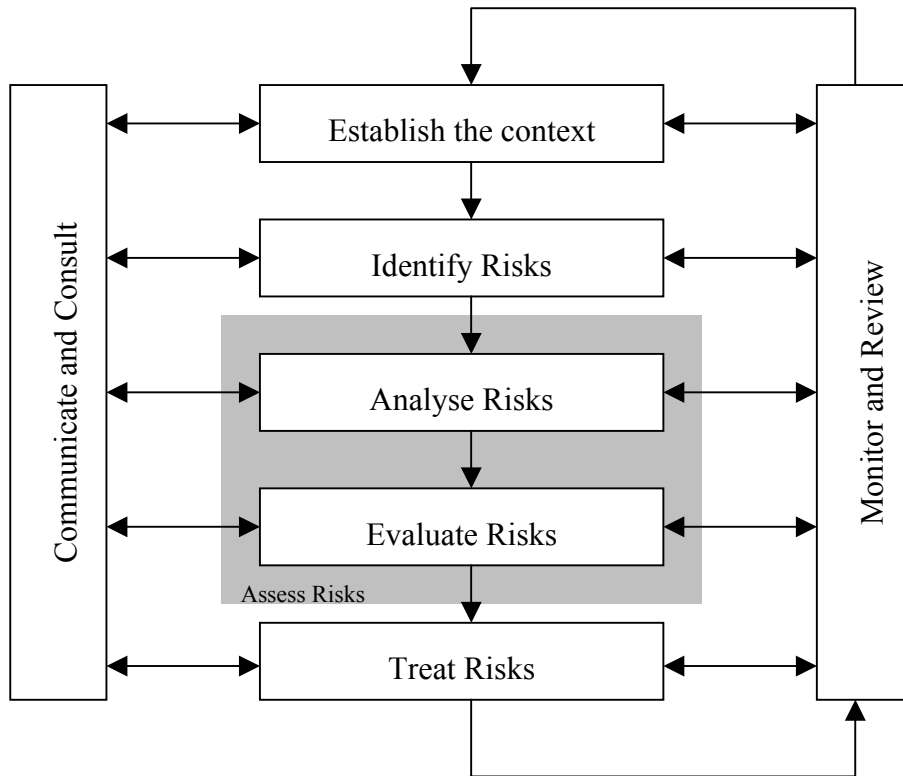 Communicate and Consult
Establish the context
Identify Risks
Analyse Risks
Evaluate Risks
Assess Risks
Treat Risks
Monitor and Review